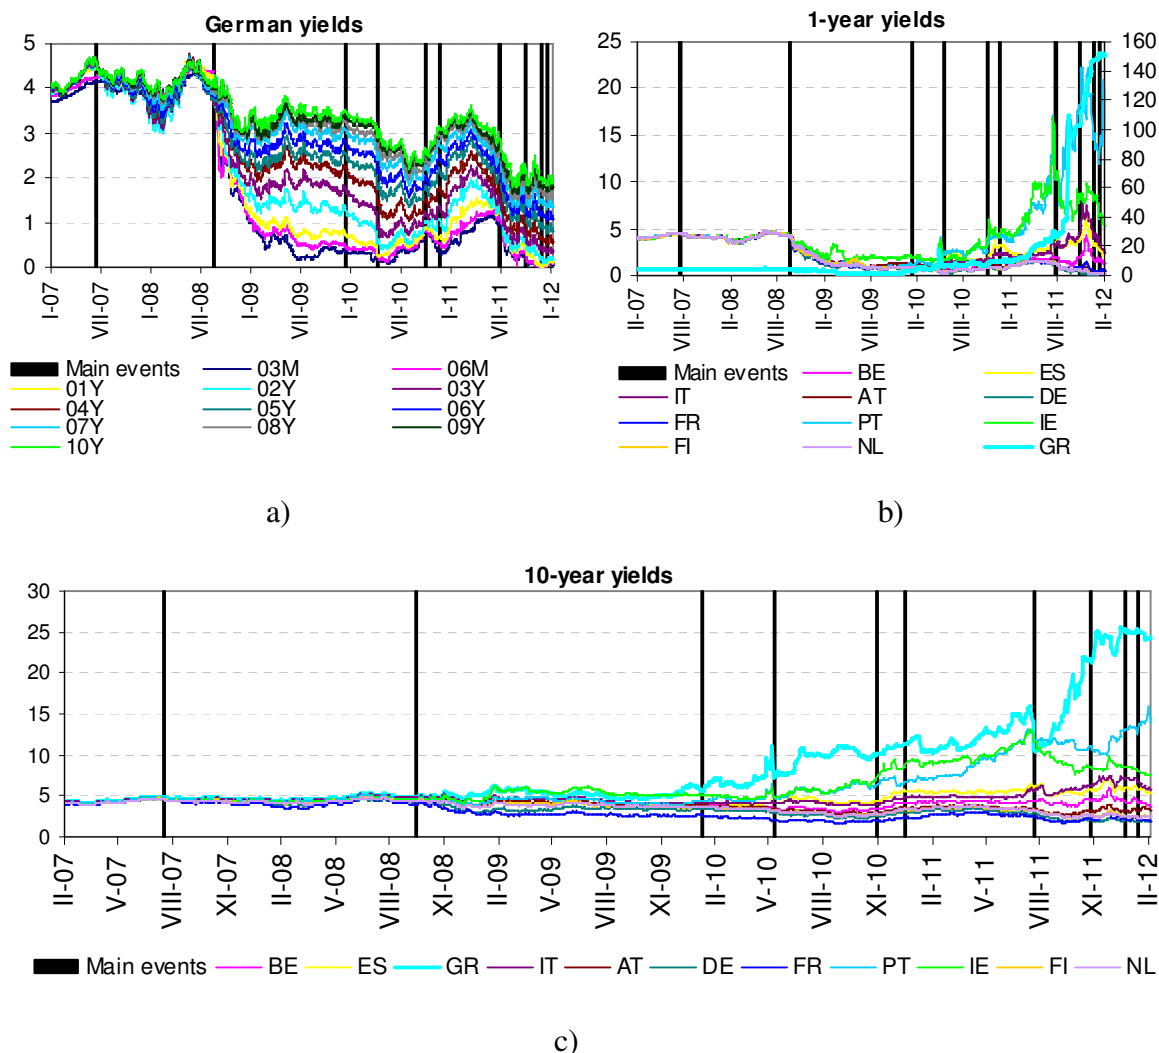 German yields
5
4
3
2
1
0
I-07
VII-07
I-08
VII-08
I-09
VII-09
I-10
VII-10
I-11
VII-11
I-12
Main events 03M 06M
01Y 02Y 03Y
04Y 05Y 06Y
07Y 08Y 09Y
10Y
a)
1-year yields
25
20
15
10
5
0
160
140
120
100
80
60
40
20
0
II-07
VIII-07
II-08
VIII-08
II-09
VIII-09
II-10
VIII-10
II-11
VIII-11
II-12
Main events BE ES
IT AT DE
FR PT IE
FI NL GR
b)
10-year yields
30
25
20
15
10
5
0
II-07
V-07
VIII-07
XI-07
II-08
V-08
VIII-08
XI-08
II-09
V-09
VIII-09
XI-09
II-10
V-10
VIII-10
XI-10
II-11
V-11
VIII-11
XI-11
II-12
Main events BE ES GR IT AT DE FR PT IE FI NL
c)